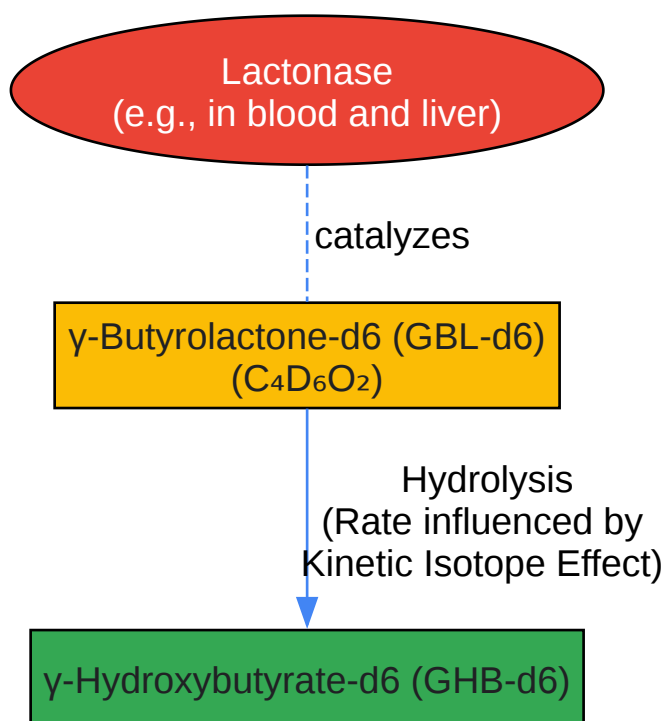 Lactonase
(e.g., in blood and liver)
catalyzes
γ-Butyrolactone-d6 (GBL-d6)
(C₄D₆O₂)
Hydrolysis
(Rate influenced by
Kinetic Isotope Effect)
γ-Hydroxybutyrate-d6 (GHB-d6)